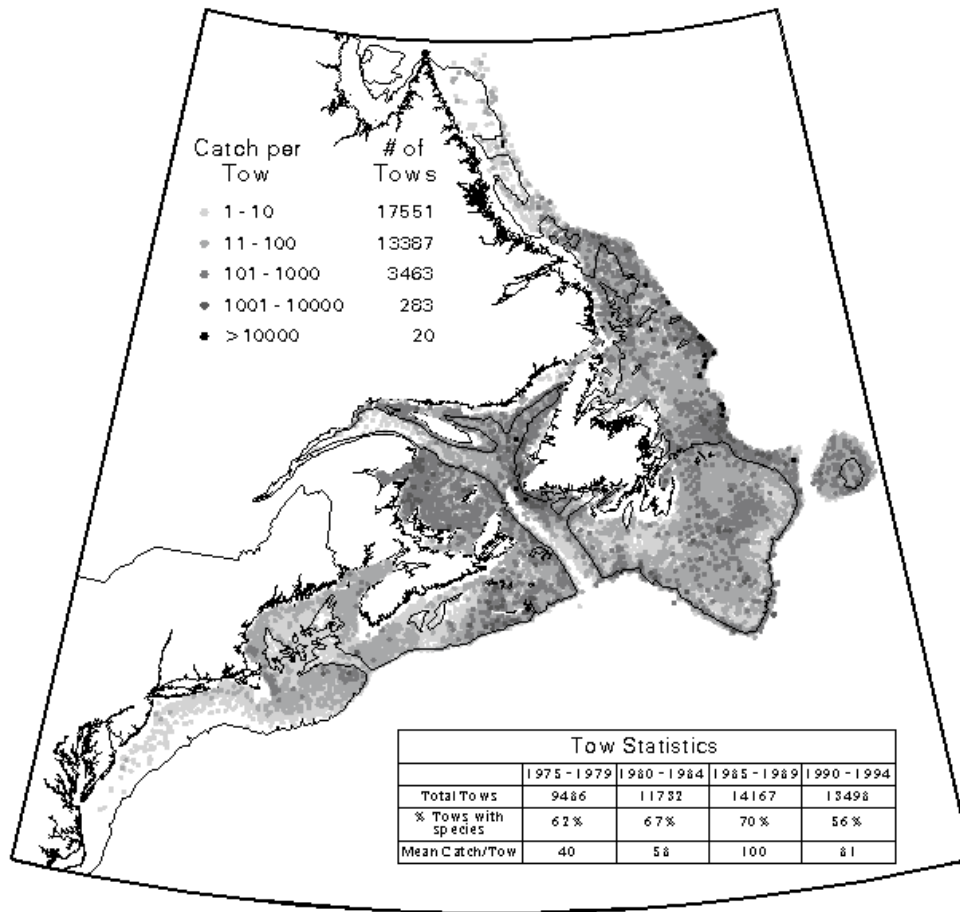 Catch per # of
Tow Tows
1 - 10 17551
11 - 100 13387
101 - 1000 3463
1001 - 10000 283
> 10000 20
Tow Statistics
1975 - 1979 1980 - 1984 1985 - 1989 1990 - 1994
Total Tows 9486 11732 14167 13498
% Tows with species 62% 67% 70% 56%
Mean Catch/Tow 40 58 100 81